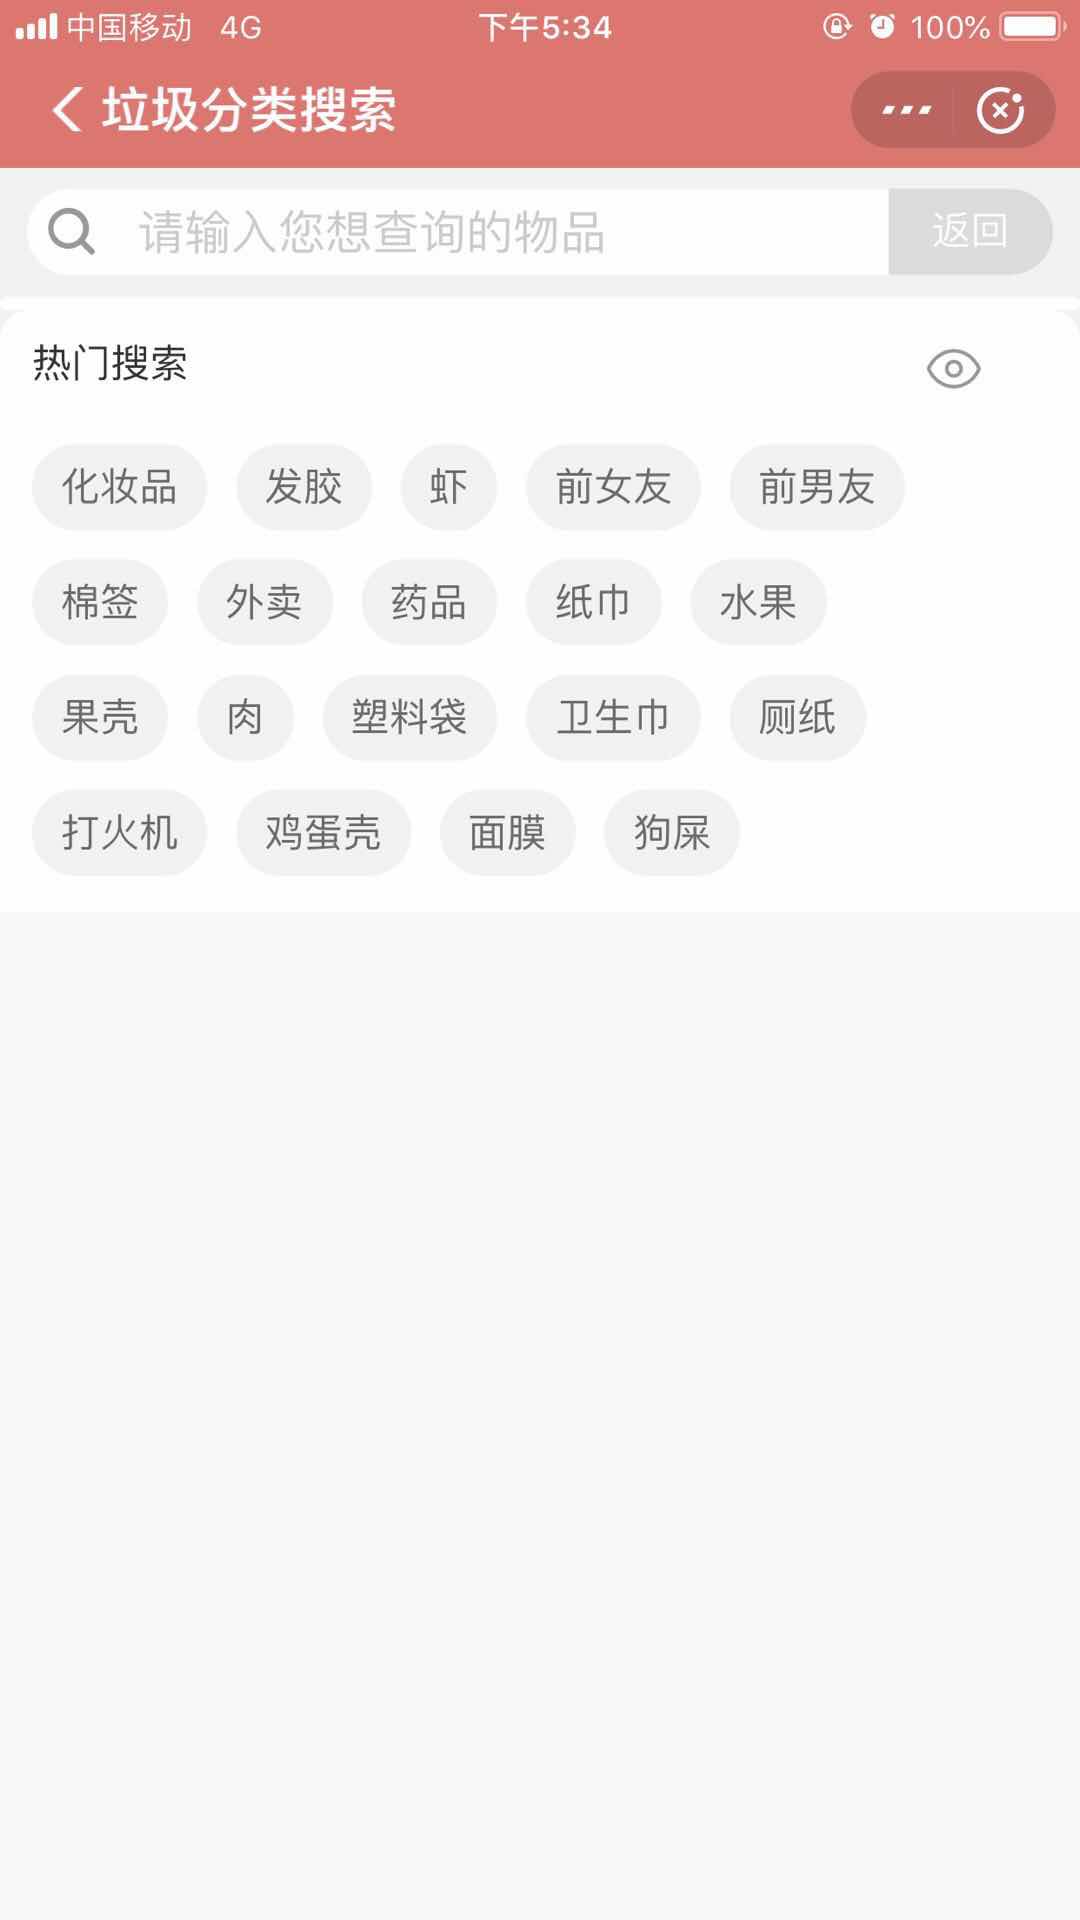 中国移动 4G 下午5:34 100%
垃圾分类搜索
请输入您想查询的物品 返回
热门搜索
化妆品 发胶 虾 前女友 前男友
棉签 外卖 药品 纸巾 水果
果壳 肉 塑料袋 卫生巾 厕纸
打火机 鸡蛋壳 面膜 狗屎